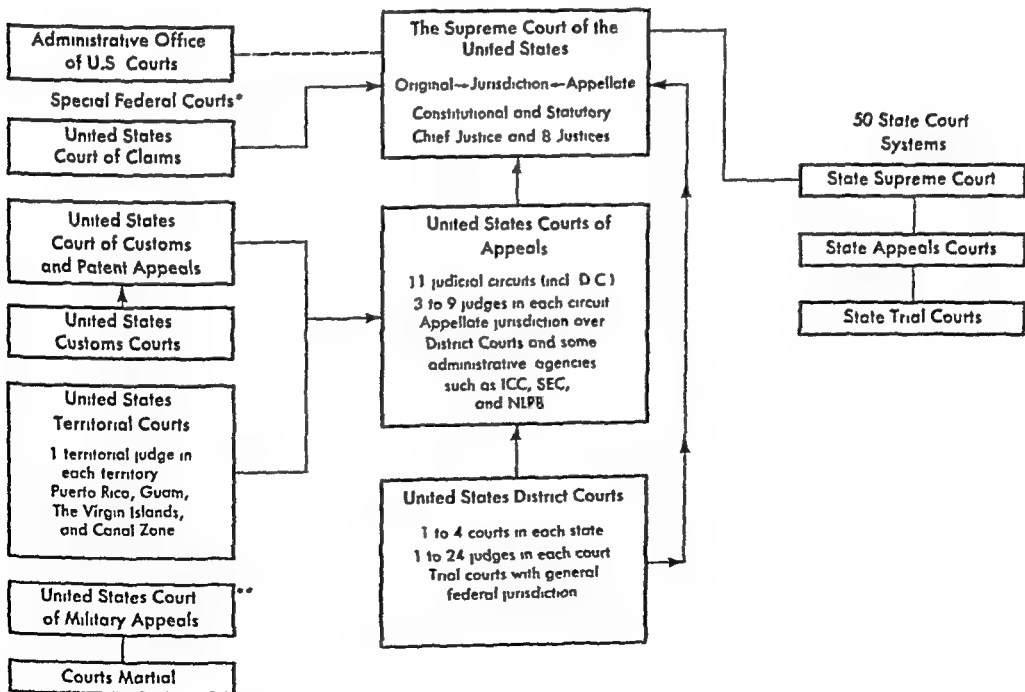 Administrative Office
of U.S Courts
Special Federal Courts*
United States
Court of Claims
United States
Court of Customs
and Patent Appeals
United States
Customs Courts
United States
Territorial Courts
1 territorial judge in
each territory
Puerto Rico, Guam,
The Virgin Islands,
and Canal Zone
United States Court **
of Military Appeals
Courts Martial
The Supreme Court of the
United States
Original→Jurisdiction←Appellate
Constitutional and Statutory
Chief Justice and 8 Justices
United States Courts of
Appeals
11 judicial circuits (incl D C)
3 to 9 judges in each circuit
Appellate jurisdiction over
District Courts and some
administrative agencies
such as ICC, SEC,
and NLPB
United States District Courts
1 to 4 courts in each state
1 to 24 judges in each court
Trial courts with general
federal jurisdiction
50 State Court
Systems
State Supreme Court
State Appeals Courts
State Trial Courts